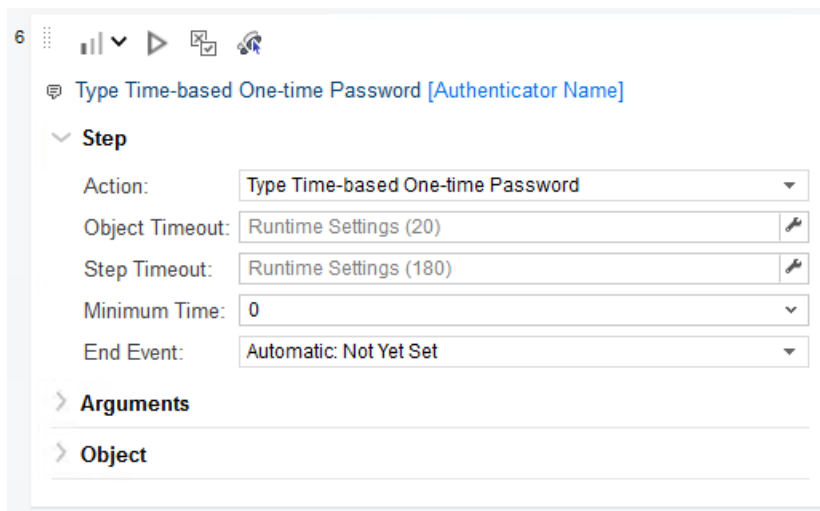 6
Type Time-based One-time Password [Authenticator Name]
Step
Action: Type Time-based One-time Password
Object Timeout: Runtime Settings (20)
Step Timeout: Runtime Settings (180)
Minimum Time: 0
End Event: Automatic: Not Yet Set
Arguments
Object